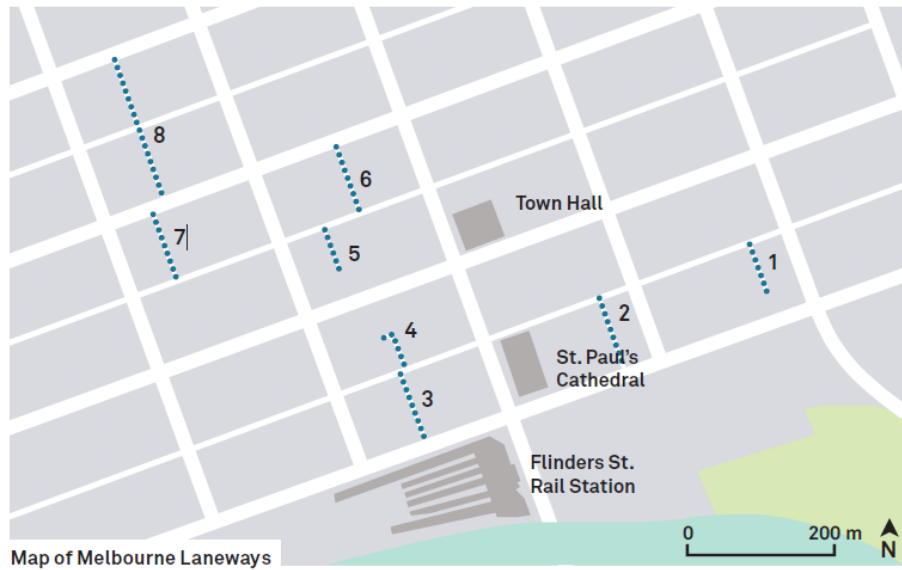 8
6
Town Hall
7
5
1
2
4
St. Paul's
Cathedral
3
Flinders St.
Rail Station
0
200 m
N
Map of Melbourne Laneways